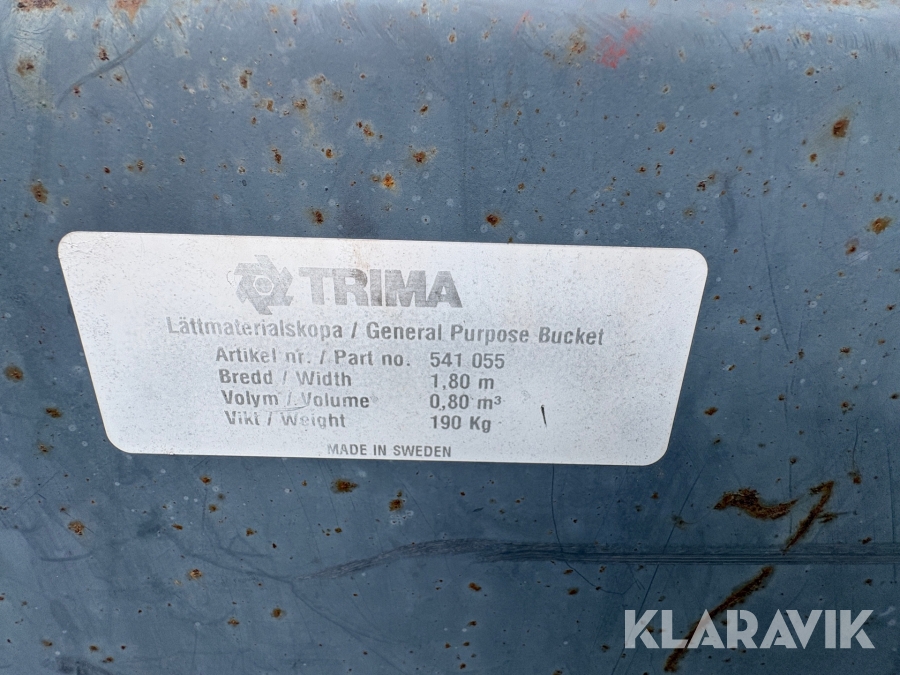 TRIMA
Lättmaterialskopa / General Purpose Bucket
Artikel nr. / Part no. 541 055
Bredd / Width 1,80 m
Volym / Volume 0,80 m³
Vikt / Weight 190 Kg
MADE IN SWEDEN
KLARAVIK